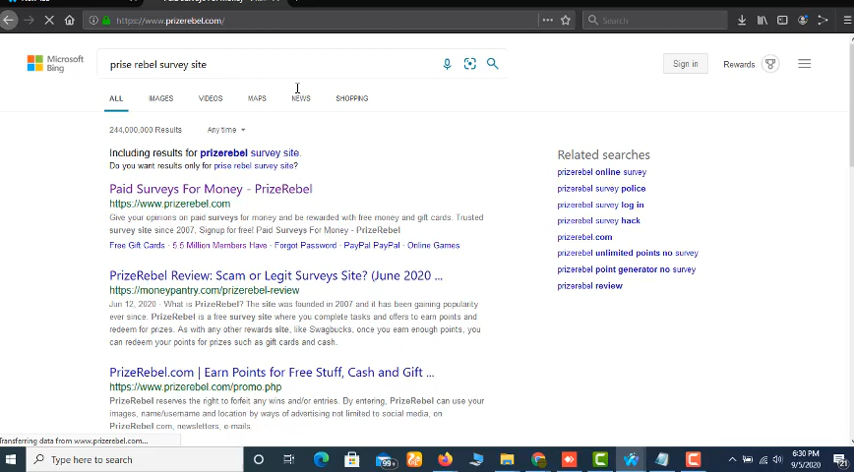 https://www.prizerebel.com/
Search
Microsoft
Bing
prise rebel survey site
Sign in
Rewards
ALL
IMAGES
VIDEOS
MAPS
NEWS
SHOPPING
244,000,000 Results
Any time
Including results for prizerebel survey site.
Do you want results only for prise rebel survey site?
Paid Surveys For Money - PrizeRebel
https://www.prizerebel.com
Give your opinions on paid surveys for money and be rewarded with free money and gift cards. Trusted
survey site since 2007, Signup for free! Paid Surveys For Money - PrizeRebel
Free Gift Cards · 5.5 Million Members Have · Forgot Password · PayPal PayPal · Online Games
PrizeRebel Review: Scam or Legit Surveys Site? (June 2020 ...
https://moneypantry.com/prizerebel-review
Jun 12, 2020 · What is PrizeRebel? The site was founded in 2007 and it has been gaining popularity
ever since. PrizeRebel is a free survey site where you complete tasks and offers to earn points and
redeem for prizes. As with any other rewards site, like Swagbucks, once you earn enough points, you
can redeem your points for prizes such as gift cards and cash.
PrizeRebel.com | Earn Points for Free Stuff, Cash and Gift ...
https://www.prizerebel.com/promo.php
PrizeRebel reserves the right to forfeit any wins and/or entries. By entering, PrizeRebel can use your
images, name/username and location by ways of advertising not limited to social media, on
PrizeRebel.com, newsletters, e-mails.
Related searches
prizerebel online survey
prizerebel survey police
prizerebel survey log in
prizerebel survey hack
prizerebel.com
prizerebel unlimited points no survey
prizerebel point generator no survey
prizerebel review
Transferring data from www.prizerebel.com...
Type here to search
99+
6:30 PM
9/5/2020
21